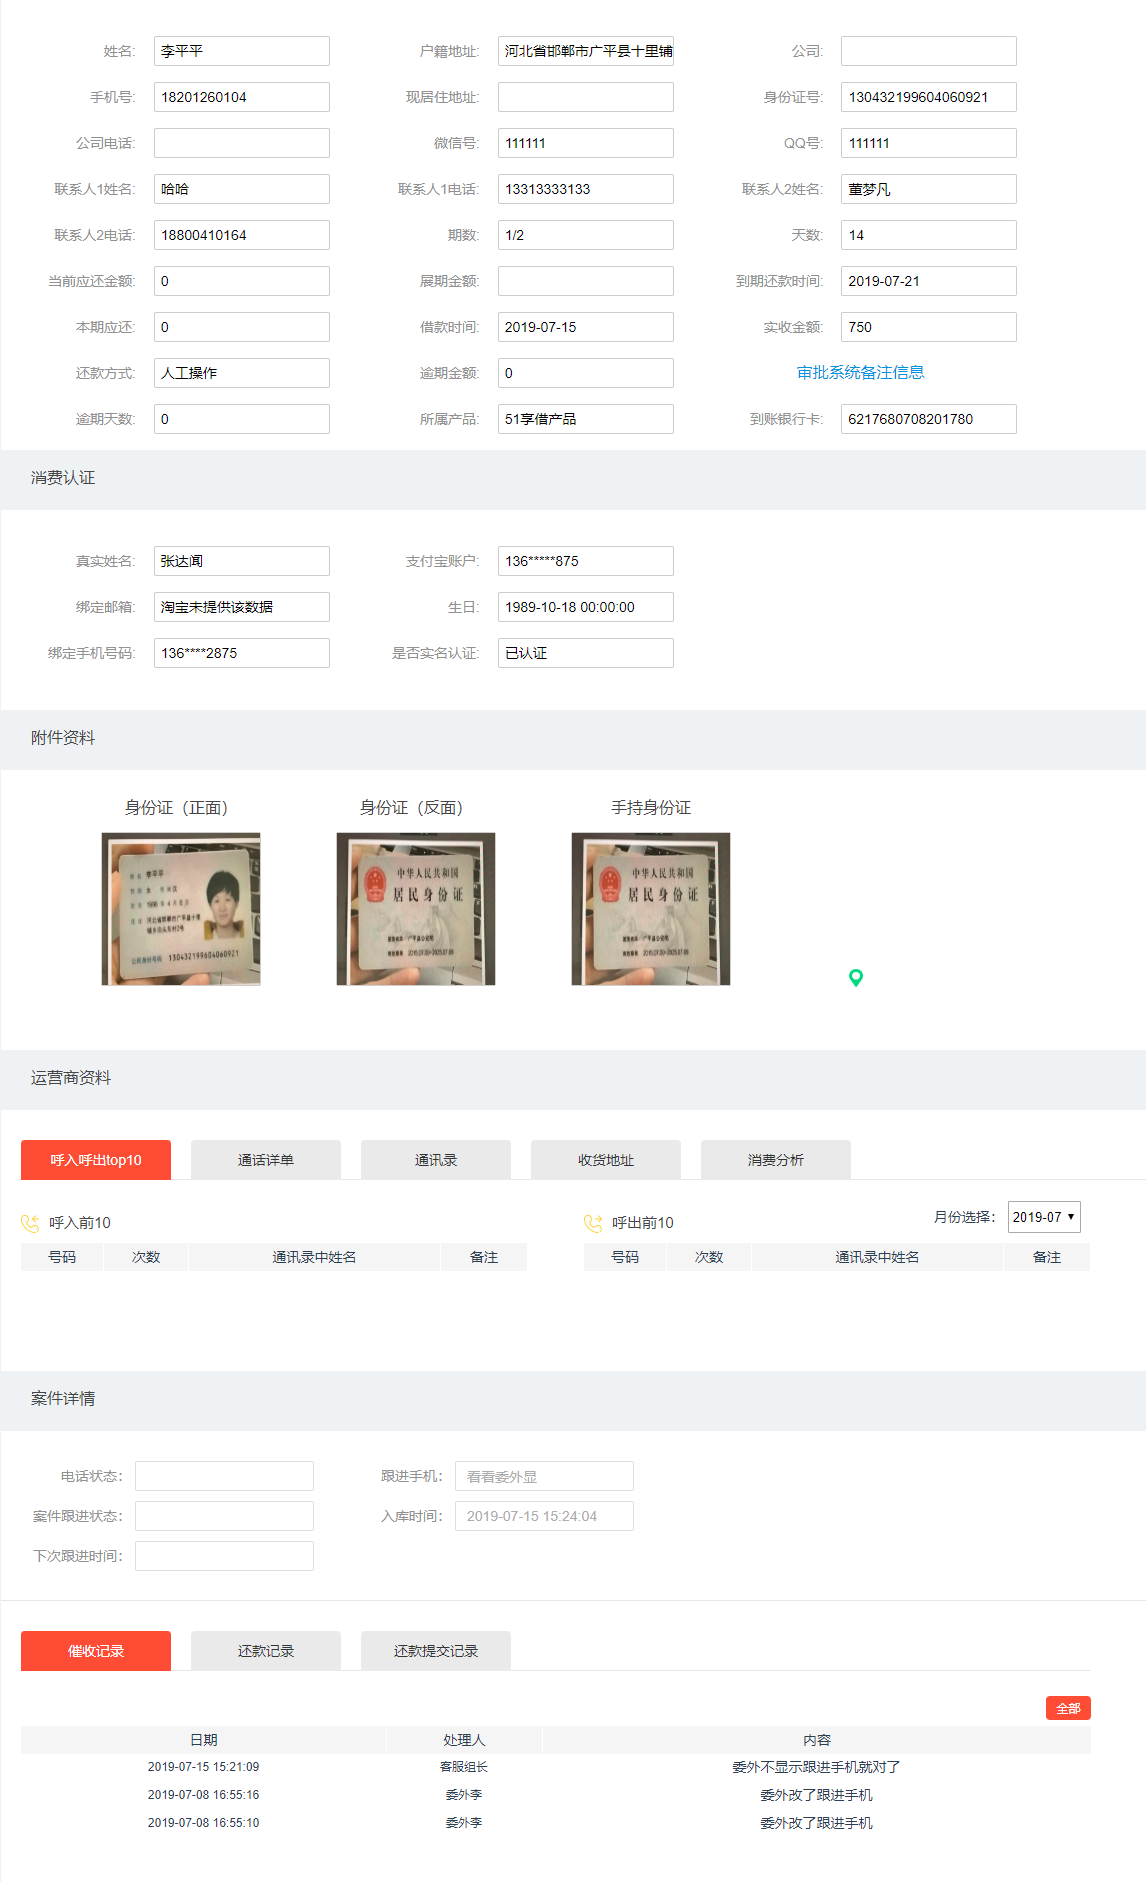 姓名: 李平平 户籍地址: 河北省邯郸市广平县十里铺 公司:
手机号: 18201260104 现居住地址: 身份证号: 130432199604060921
公司电话: 微信号: 111111 QQ号: 111111
联系人1姓名: 哈哈 联系人1电话: 13313333133 联系人2姓名: 董梦凡
联系人2电话: 18800410164 期数: 1/2 天数: 14
当前应还金额: 0 展期金额: 到期还款时间: 2019-07-21
本期应还: 0 借款时间: 2019-07-15 实收金额: 750
还款方式: 人工操作 逾期金额: 0 审批系统备注信息
逾期天数: 0 所属产品: 51享借产品 到账银行卡: 6217680708201780
消费认证
真实姓名: 张达闻 支付宝账户: 136*****875
绑定邮箱: 淘宝未提供该数据 生日: 1989-10-18 00:00:00
绑定手机号码: 136****2875 是否实名认证: 已认证
附件资料
身份证（正面） 身份证（反面） 手持身份证
李平平
河北省邯郸市广平县十里
公民身份号码 130432199604060921
中华人民共和国
居民身份证
中华人民共和国
居民身份证
运营商资料
呼入呼出top10 通话详单 通讯录 收货地址 消费分析
呼入前10 呼出前10 月份选择: 2019-07
号码 次数 通讯录中姓名 备注 号码 次数 通讯录中姓名 备注
案件详情
电话状态: 跟进手机: 看看委外显
案件跟进状态: 入库时间: 2019-07-15 15:24:04
下次跟进时间:
催收记录 还款记录 还款提交记录
全部
日期 处理人 内容
2019-07-15 15:21:09 客服组长 委外不显示跟进手机就对了
2019-07-08 16:55:16 委外李 委外改了跟进手机
2019-07-08 16:55:10 委外李 委外改了跟进手机